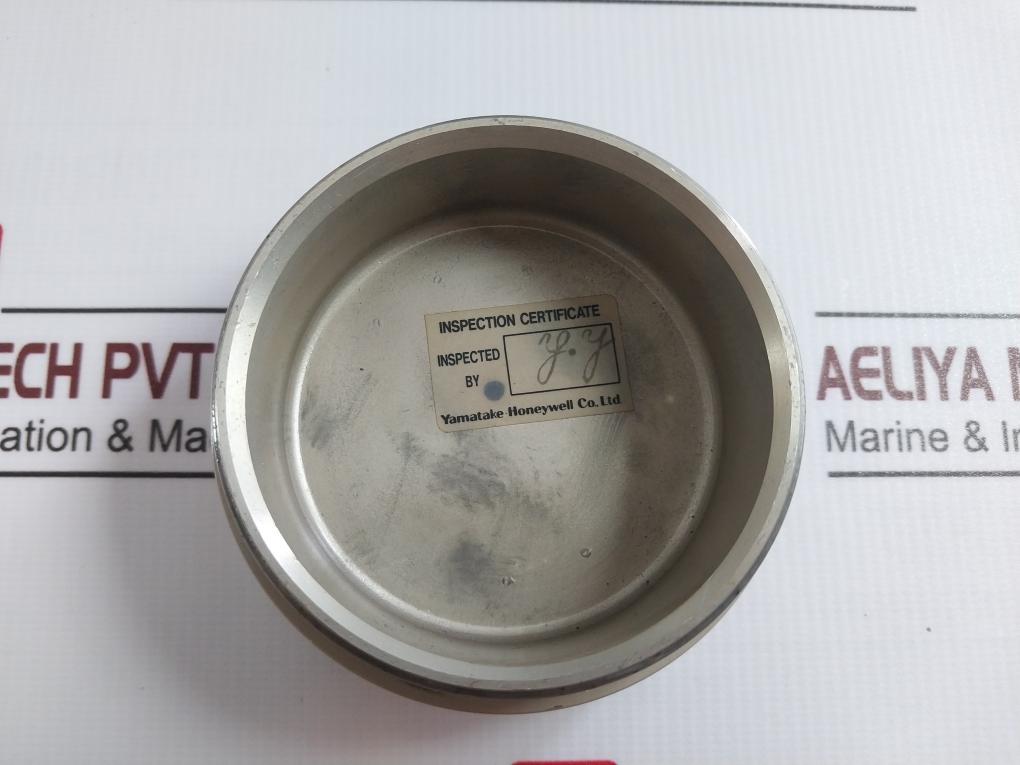 INSPECTION CERTIFICATE
INSPECTED
BY
y.y
Yamatake-Honeywell Co. Ltd
ECH PVT
ation & Ma
AELIYA
Marine & In